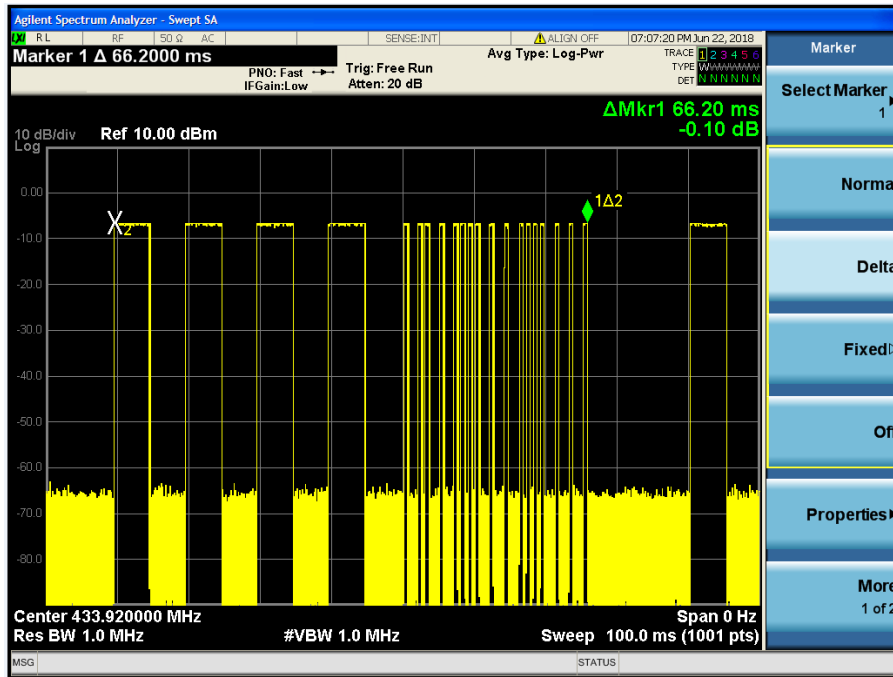 Agilent Spectrum Analyzer - Swept SA
LXI RL RF 50 Ω AC SENSE:INT ALIGN OFF 07:07:20 PM Jun 22, 2018
Marker 1 Δ 66.2000 ms
PNO: Fast
IFGain:Low
Trig: Free Run
Atten: 20 dB
Avg Type: Log-Pwr
TRACE 1 2 3 4 5 6
TYPE
DET N N N N N N
ΔMkr1 66.20 ms
-0.10 dB
10 dB/div Ref 10.00 dBm
Log
0.00
-10.0
-20.0
-30.0
-40.0
-50.0
-60.0
-70.0
-80.0
2
1Δ2
Center 433.920000 MHz Span 0 Hz
Res BW 1.0 MHz #VBW 1.0 MHz Sweep 100.0 ms (1001 pts)
MSG STATUS
Marker
Select Marker
1
Norma
Delta
Fixed
Of
Properties
More
1 of 2